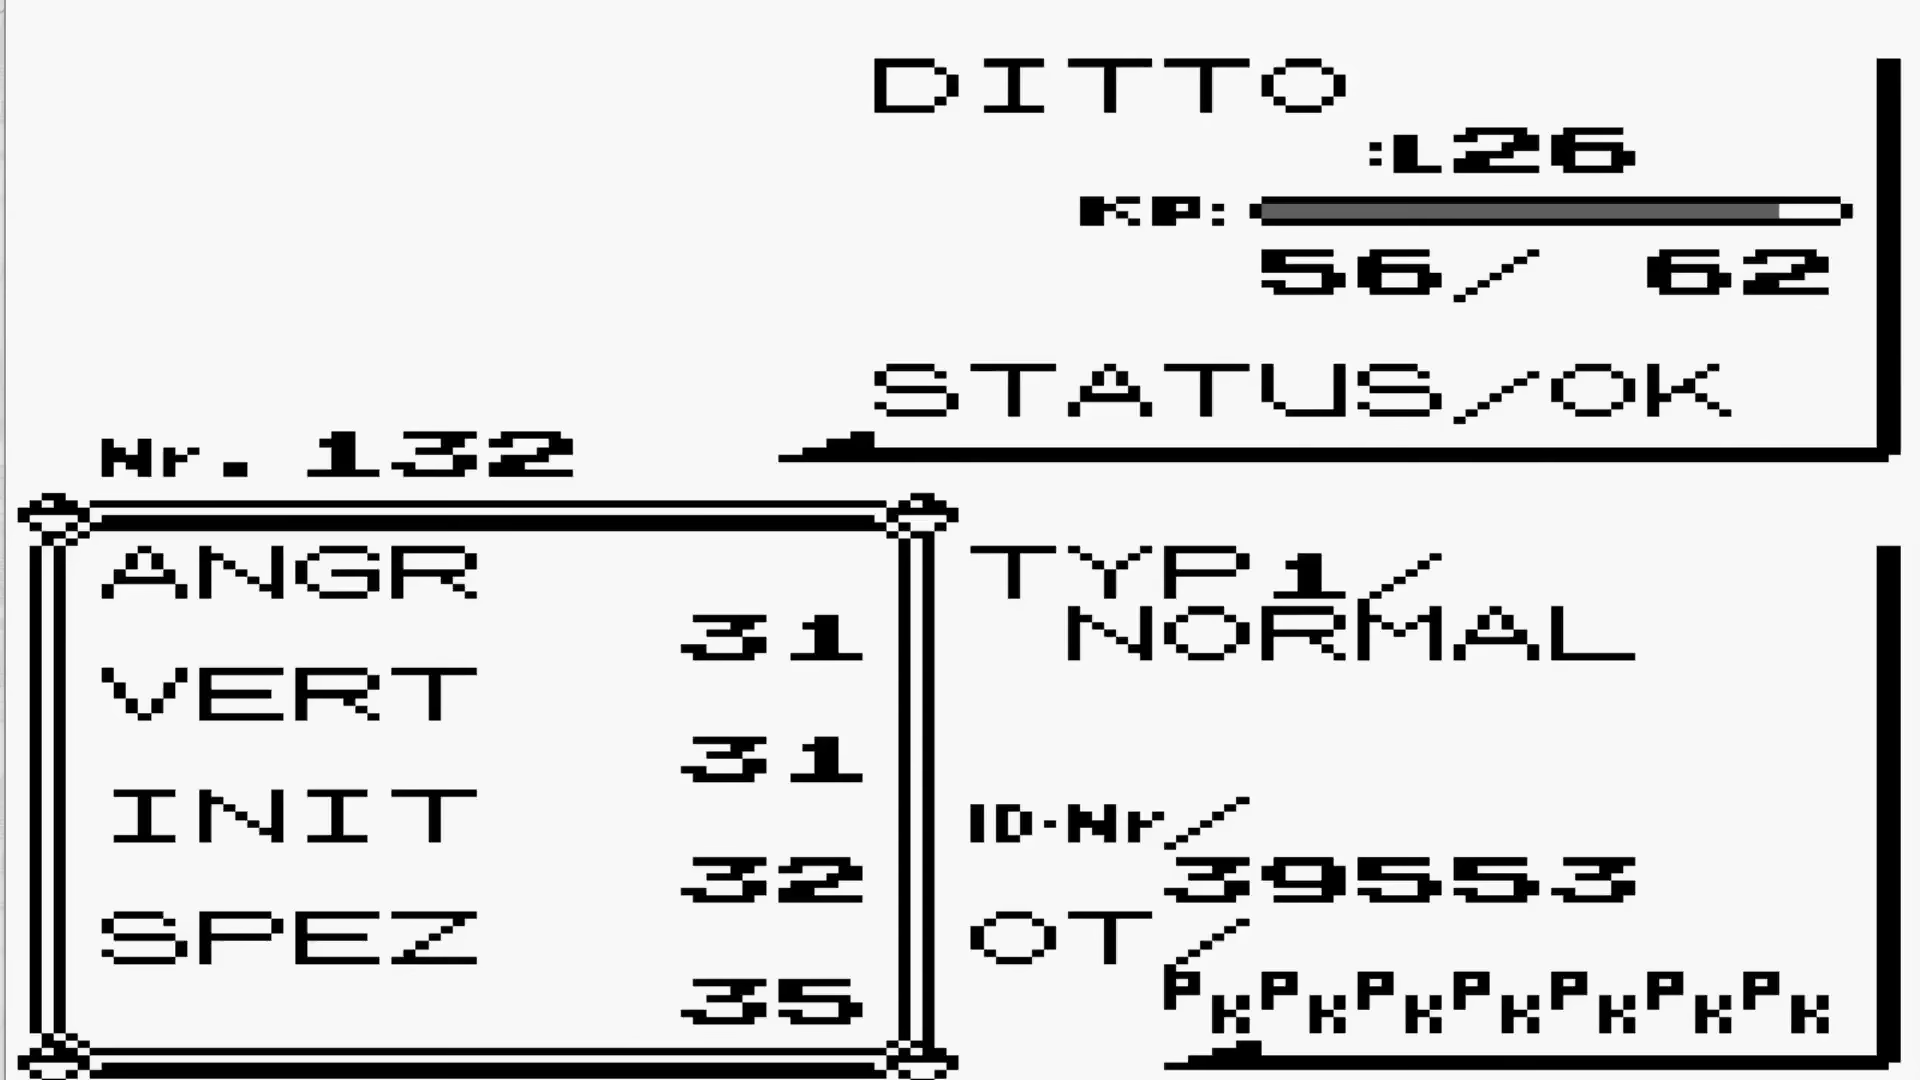 DITTO
:L26
KP:
56/ 62
STATUS/OK
Nr. 132
ANGR
31
VERT
31
INIT
32
SPEZ
35
TYP1/
NORMAL
ID-Nr/
39553
OT/
PKPKPKPKPKPKPK